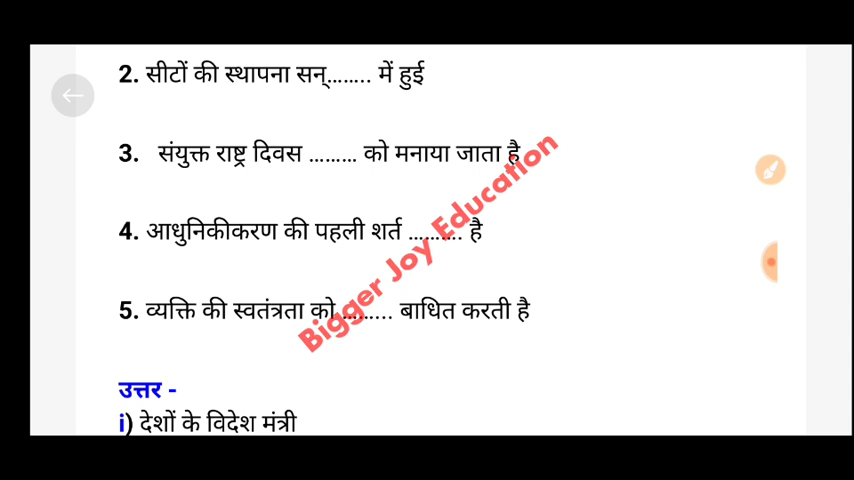 2. सीटों की स्थापना सन्........ में हुई
3. संयुक्त राष्ट्र दिवस ......... को मनाया जाता है
4. आधुनिकीकरण की पहली शर्त .......... है
5. व्यक्ति की स्वतंत्रता को ......... बाधित करती है
Bigger Joy Education
उत्तर -
i) देशों के विदेश मंत्री